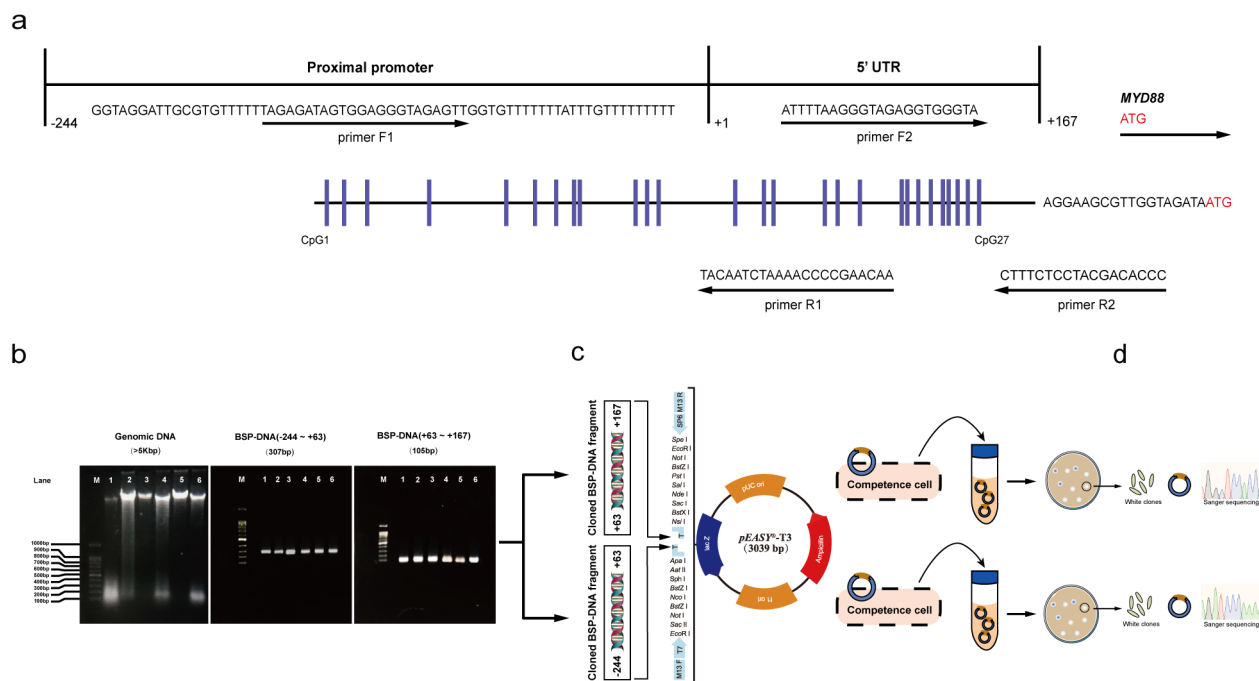 a
Proximal promoter
5' UTR
GGTAGGATTGCGTGTTTTTTTAGAGATAGTGGAGGGTAGAGTTGGTGTTTTTTTATTTGTTTTTTTTT
ATTTTAAGGGTAGAGGTGGGTA
MYD88
ATG
-244
primer F1
+1
primer F2
+167
AGGAAGCGTTGGTAGATAATG
CpG1
CpG27
TACAATCTAAAACCCCGAACAA
CTTTCTCCTACGACACCC
primer R1
primer R2
b
Genomic DNA
(>5Kbp)
BSP-DNA(-244 ~ +63)
(307bp)
BSP-DNA(+63 ~ +167)
(105bp)
Lane
M 1 2 3 4 5 6
M 1 2 3 4 5 6
M 1 2 3 4 5 6
1000bp
900bp
800bp
700bp
600bp
500bp
400bp
300bp
200bp
100bp
c
Cloned BSP-DNA fragment
+63
+167
Cloned BSP-DNA fragment
-244
+63
SP6 M13 R
Spe I
EcoR I
Not I
BstZ I
Pst I
Sal I
Nde I
Sac I
BstX I
Nsi I
T
T
Apa I
Aat II
Sph I
BstZ I
Nco I
BstZ I
Not I
Sac II
EcoR I
M13 F T7
pUC ori
lac Z
Ampicillin
f1 ori
pEASY®-T3
(3039 bp)
Competence cell
Competence cell
d
White clones
Sanger sequencing
White clones
Sanger sequencing